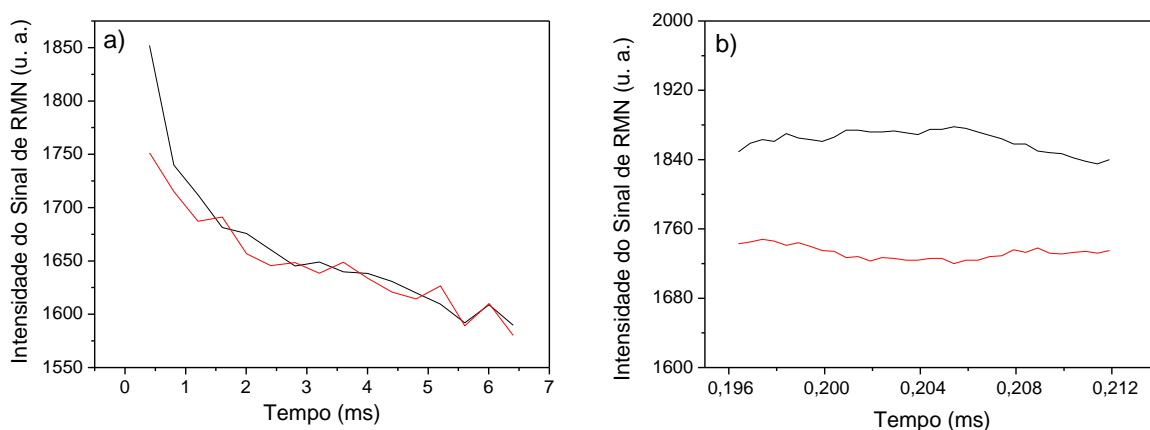 a)
Intensidade do Sinal de RMN (u. a.)
1850
1800
1750
1700
1650
1600
1550
0 1 2 3 4 5 6 7
Tempo (ms)
b)
Intensidade do Sinal de RMN (u. a.)
2000
1920
1840
1760
1680
1600
0,196 0,200 0,204 0,208 0,212
Tempo (ms)